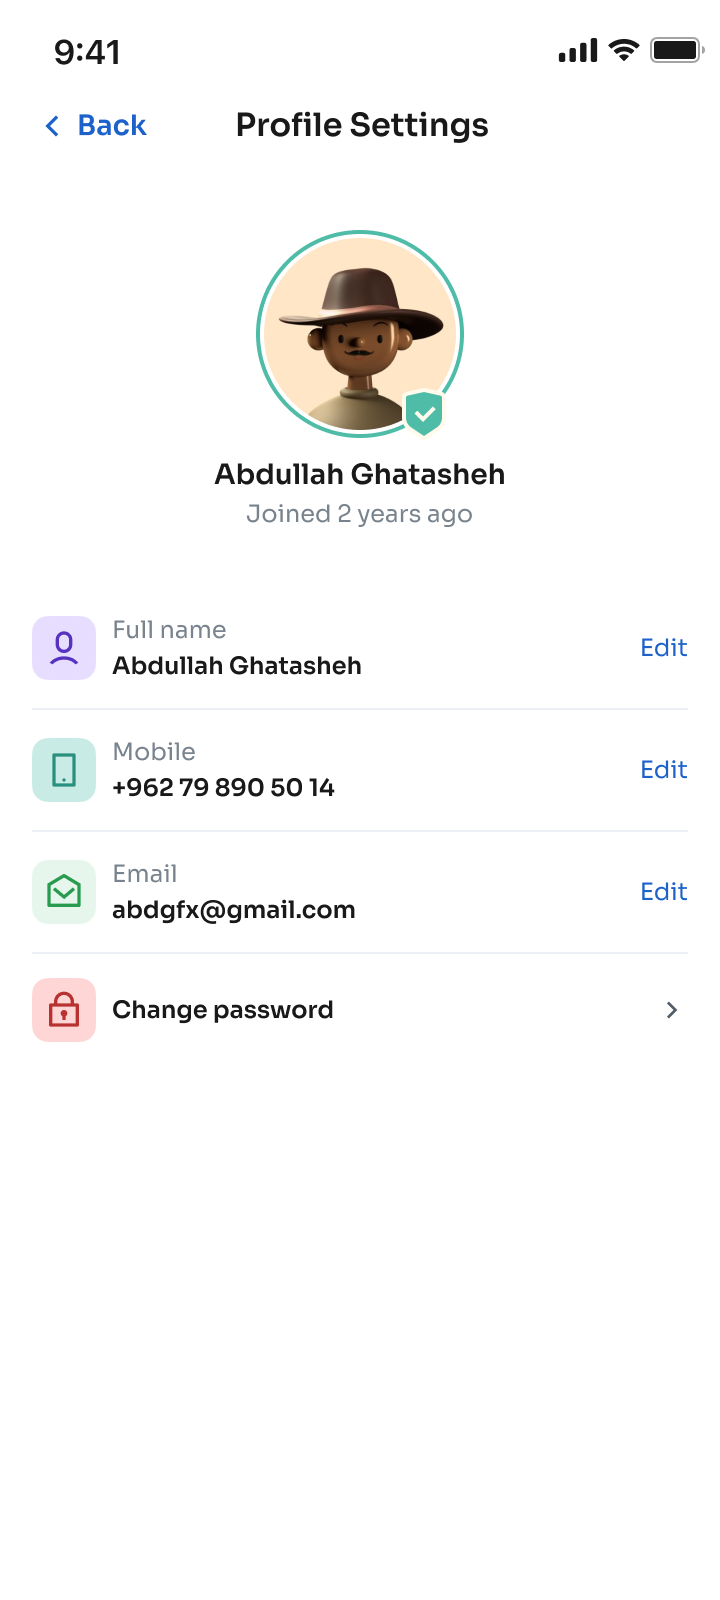 9:41
Back
Profile Settings
Abdullah Ghatasheh
Joined 2 years ago
Full name
Abdullah Ghatasheh
Edit
Mobile
+962 79 890 50 14
Edit
Email
abdgfx@gmail.com
Edit
Change password